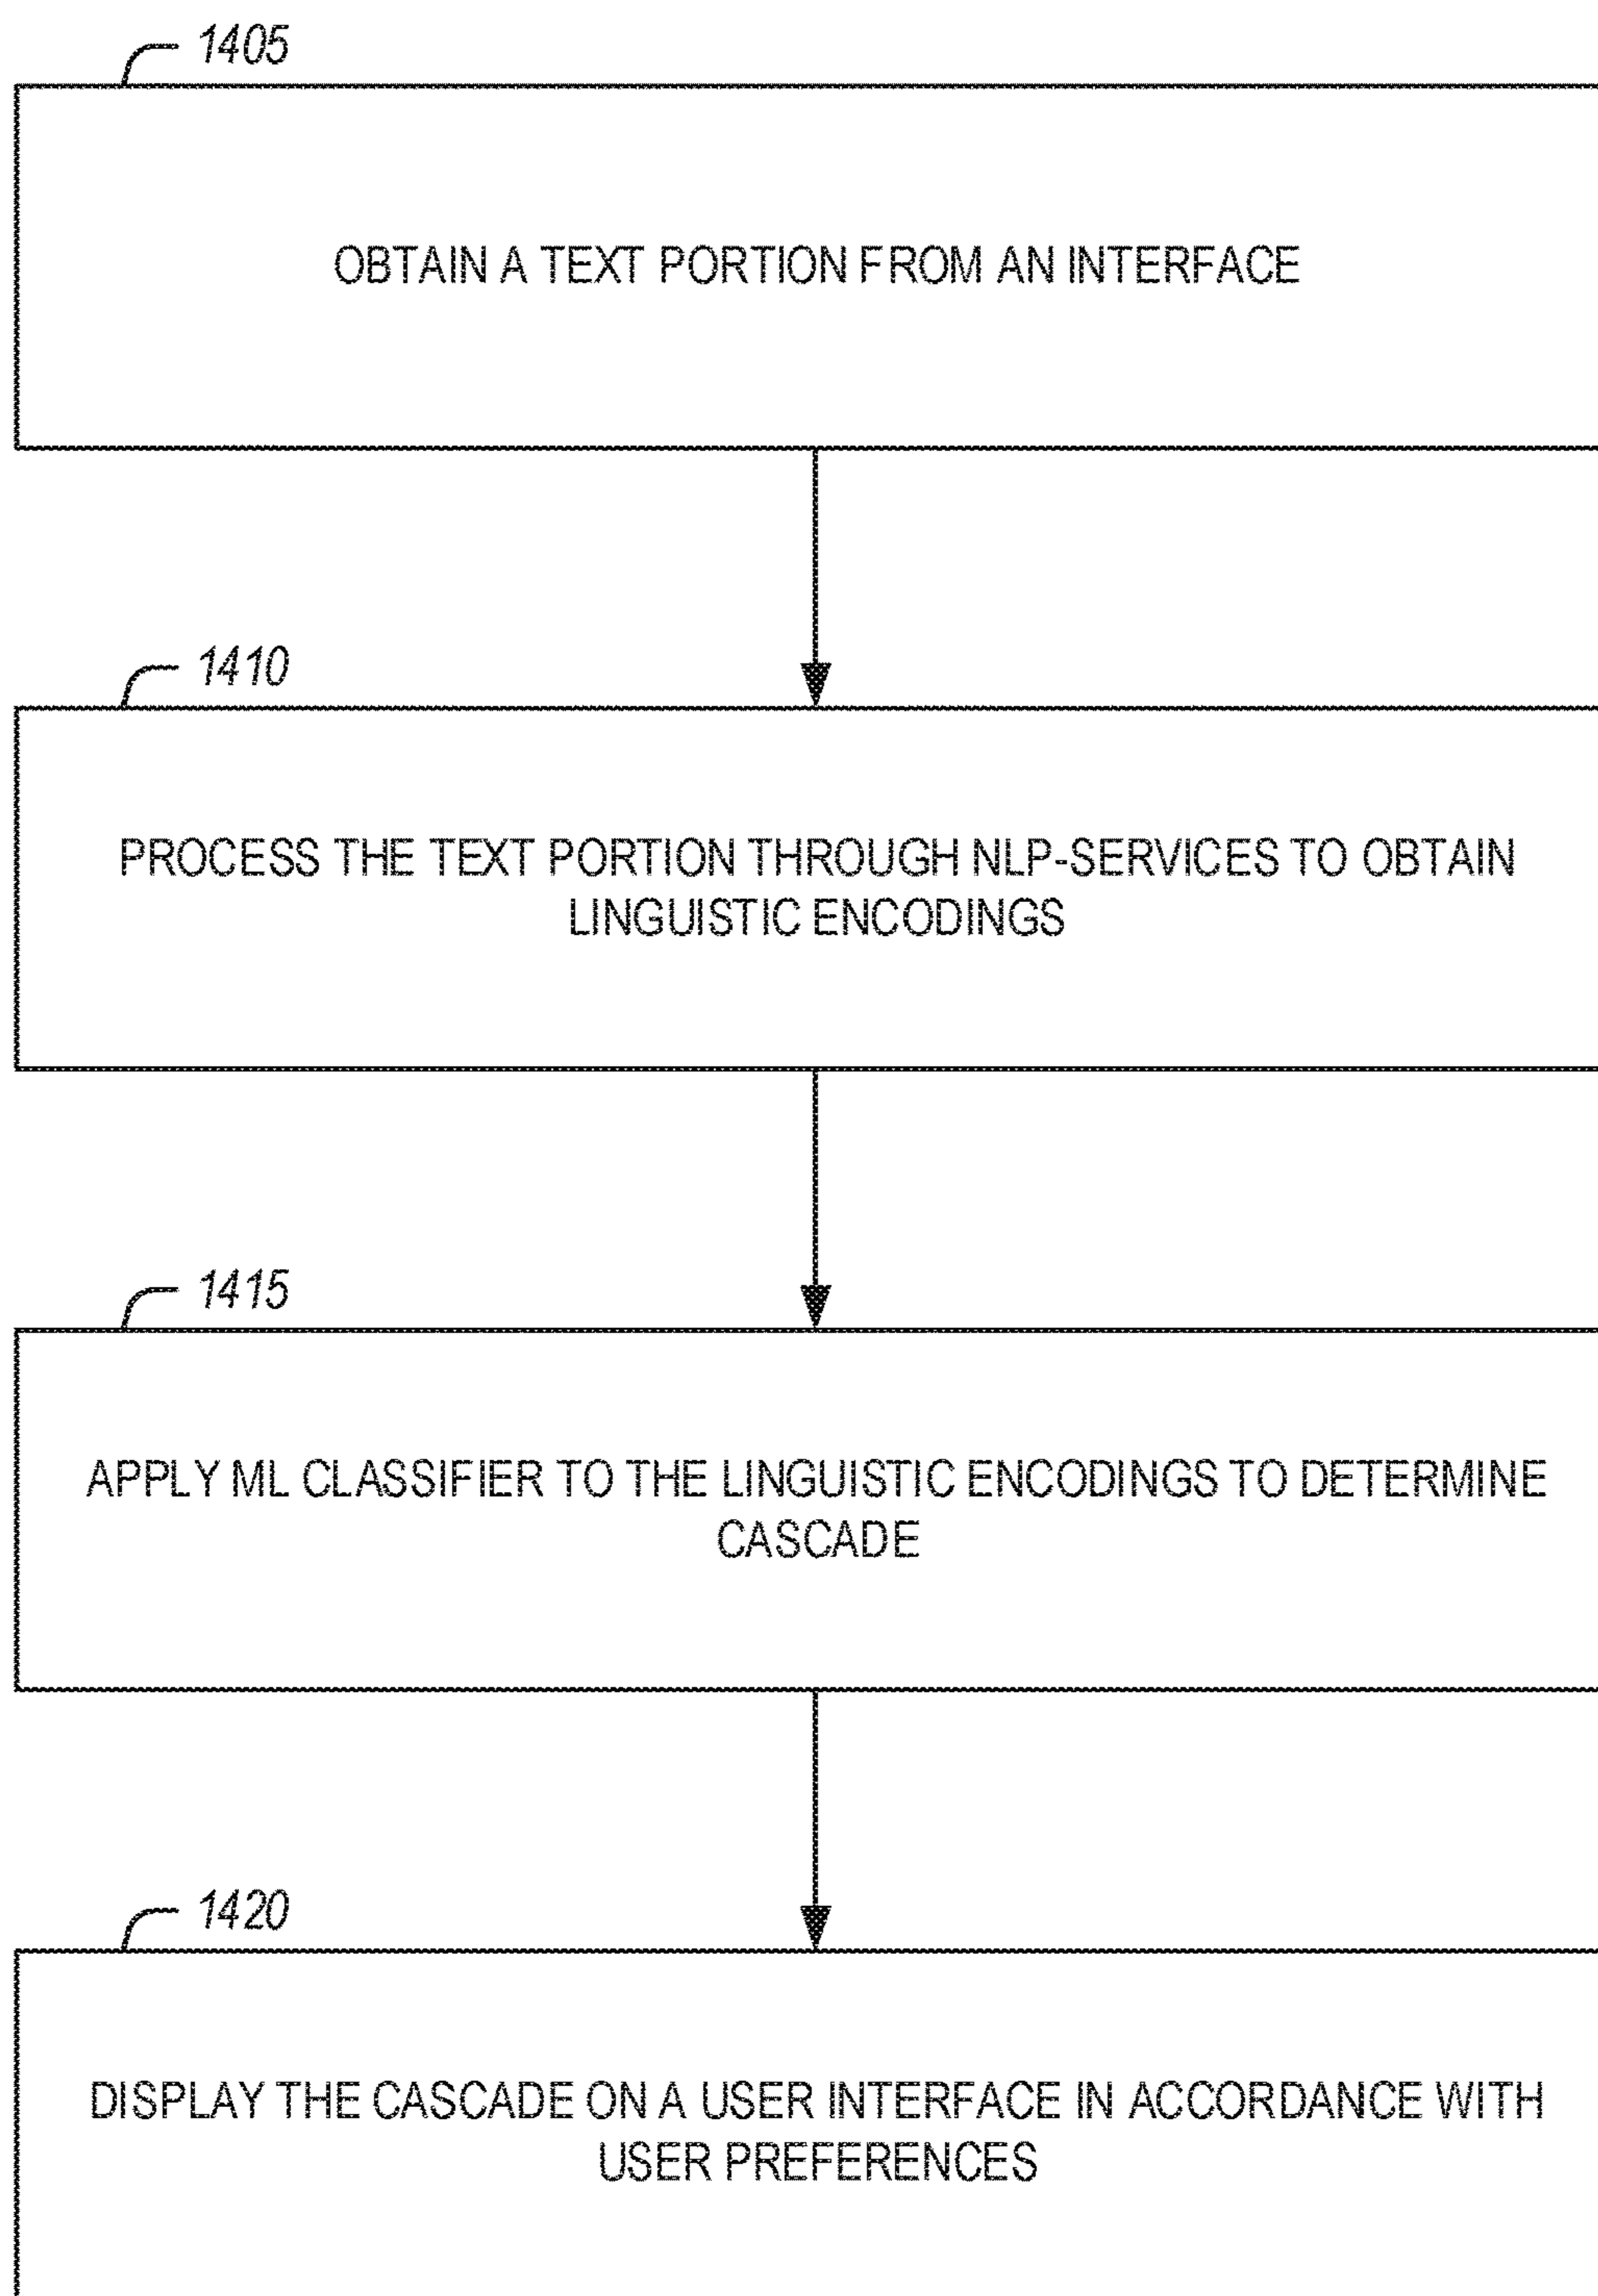 1405
OBTAIN A TEXT PORTION FROM AN INTERFACE
1410
PROCESS THE TEXT PORTION THROUGH NLP-SERVICES TO OBTAIN
LINGUISTIC ENCODINGS
1415
APPLY ML CLASSIFIER TO THE LINGUISTIC ENCODINGS TO DETERMINE
CASCADE
1420
DISPLAY THE CASCADE ON A USER INTERFACE IN ACCORDANCE WITH
USER PREFERENCES